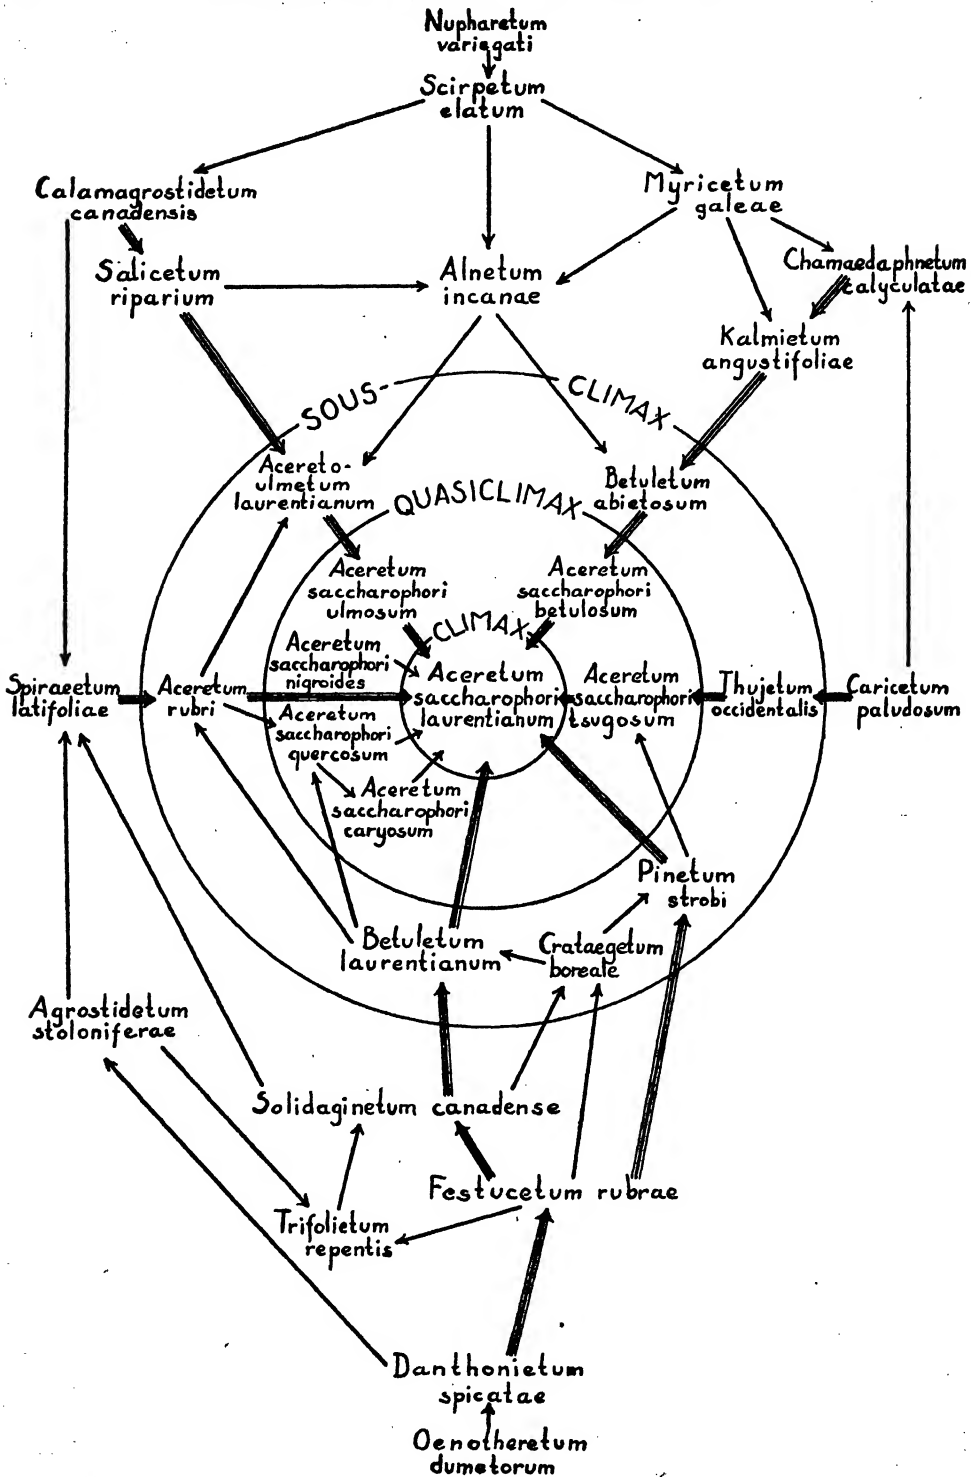 Nupharetum
variegati
Scirpetum
elatum
Calamagrostidetum
canadensis
Myricetum
galeae
Salicetum
riparium
Alnetum
incanae
Chamaedaphnetum
calyculatae
Kalmietum
angustifoliae
SOUS-CLIMAX
Acereto-
ulmetum
laurentianum
Betuletum
abietosum
QUASICLIMAX
Aceretum
saccharophori
ulmosum
Aceretum
saccharophori
betulosum
CLIMAX
Aceretum
saccharophori
nigroides
Aceretum
saccharophori
laurentianum
Aceretum
saccharophori
tsugosum
Spiraeetum
latifoliae
Aceretum
rubri
Thujetum
occidentalis
Caricetum
paludosum
Aceretum
saccharophori
quercosum
Aceretum
saccharophori
caryosum
Pinetum
strobi
Betuletum
laurentianum
Crataegetum
boreale
Agrostidetum
stoloniferae
Solidaginetum canadense
Festucetum rubrae
Trifolietum
repentis
Danthonietum
spicatae
Oenotheretum
dumetorum